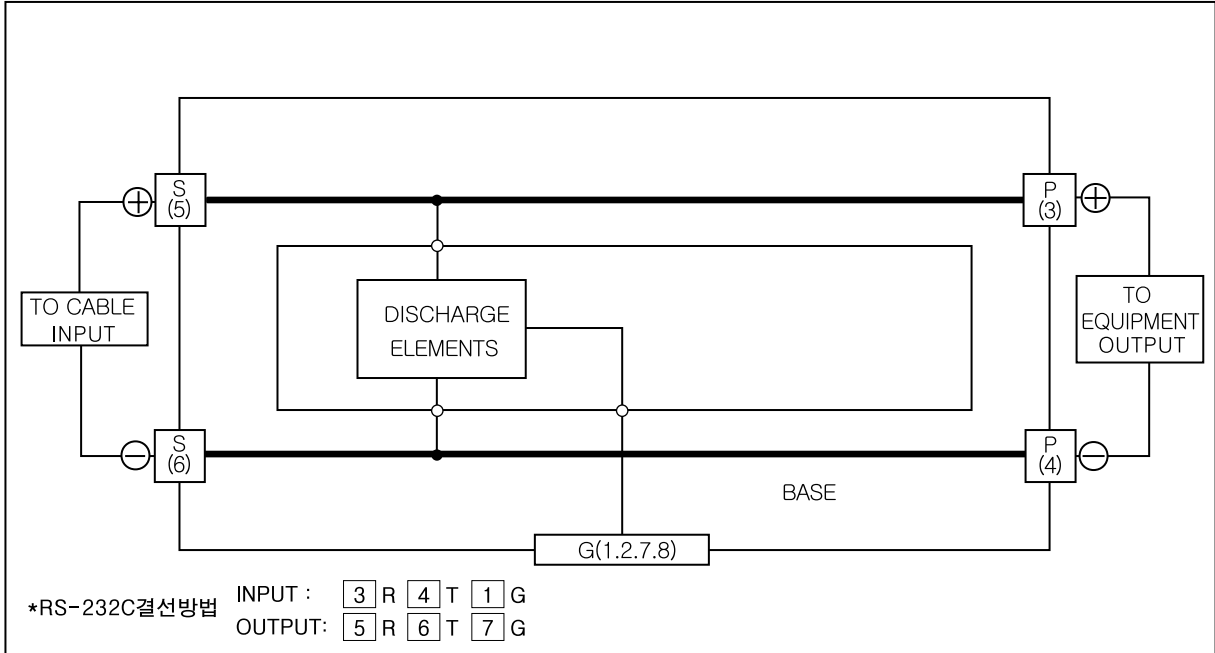 S
(5)
P
(3)
TO CABLE
INPUT
DISCHARGE
ELEMENTS
TO
EQUIPMENT
OUTPUT
S
(6)
P
(4)
BASE
G(1.2.7.8)
*RS-232C결선방법
INPUT : 3 R 4 T 1 G
OUTPUT: 5 R 6 T 7 G